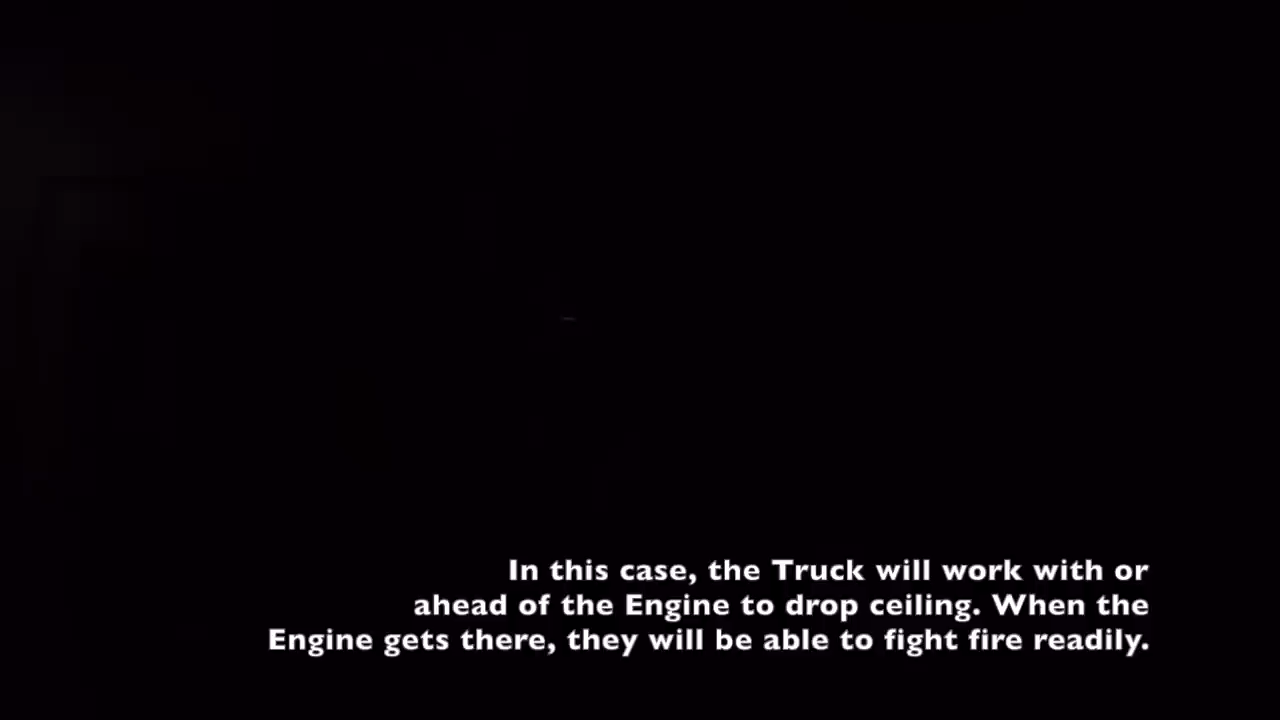 In this case, the Truck will work with or
ahead of the Engine to drop ceiling. When the
Engine gets there, they will be able to fight fire readily.